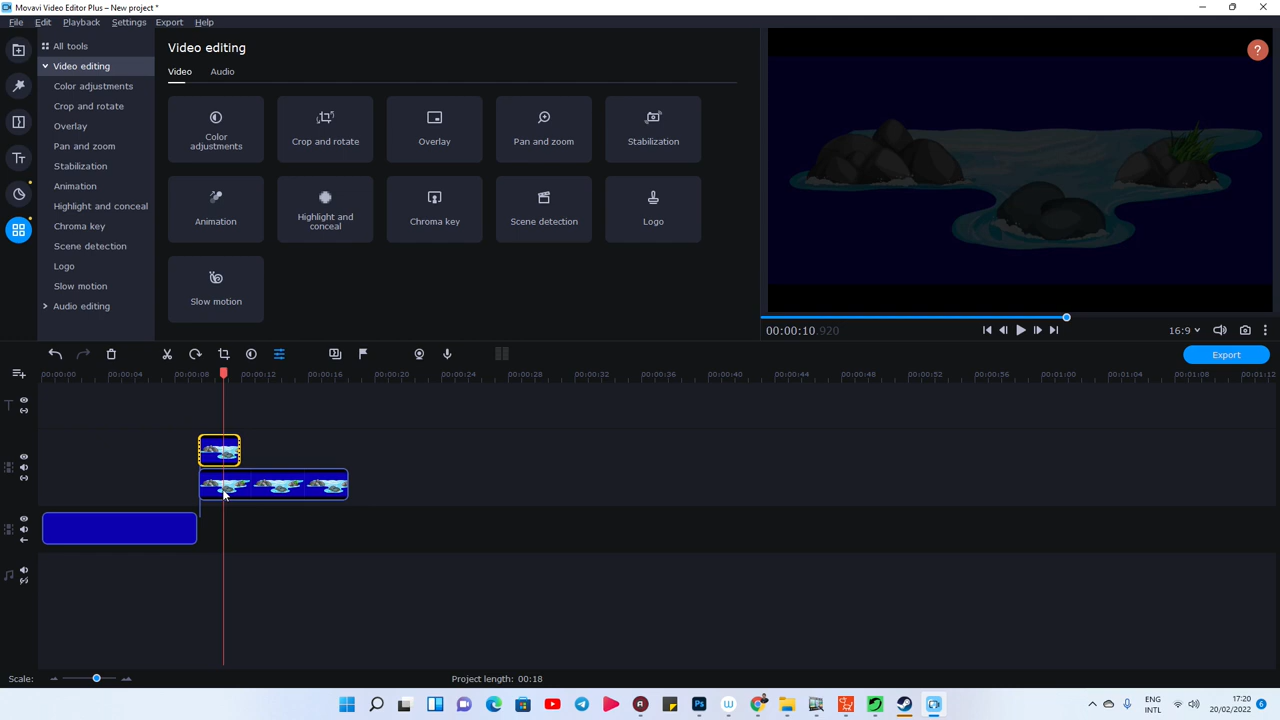 Movavi Video Editor Plus – New project *
File Edit Playback Settings Export Help
All tools
Video editing
Color adjustments
Crop and rotate
Overlay
Pan and zoom
Stabilization
Animation
Highlight and conceal
Chroma key
Scene detection
Logo
Slow motion
Audio editing
Video editing
Video Audio
Color
adjustments
Crop and rotate
Overlay
Pan and zoom
Stabilization
Animation
Highlight and
conceal
Chroma key
Scene detection
Logo
Slow motion
?
00:00:10.920
16:9
Export
00:00:00 00:00:04 00:00:08 00:00:12 00:00:16 00:00:20 00:00:24 00:00:28 00:00:32 00:00:36 00:00:40 00:00:44 00:00:48 00:00:52 00:00:56 00:01:00 00:01:04 00:01:08 00:01:12
Scale:
Project length: 00:18
ENG
INTL
17:20
20/02/2022
6